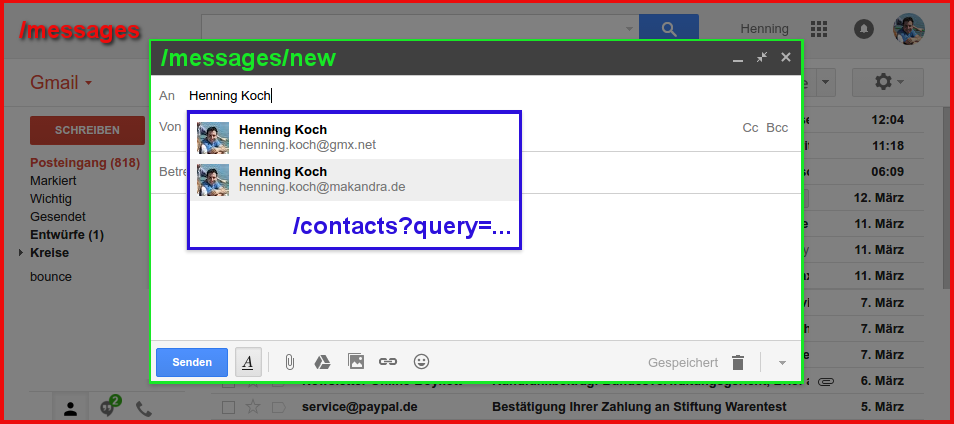 /messages
Henning
/messages/new
Gmail
An Henning Koch
SCHREIBEN
Von
Cc Bcc
Henning Koch
henning.koch@gmx.net
Henning Koch
henning.koch@makandra.de
Betre
/contacts?query=...
Posteingang (818)
Markiert
Wichtig
Gesendet
Entwürfe (1)
Kreise
bounce
12:04
11:18
06:09
12. März
11. März
11. März
11. März
7. März
7. März
7. März
6. März
Senden
A
Gespeichert
2
service@paypal.de
Bestätigung Ihrer Zahlung an Stiftung Warentest
5. März